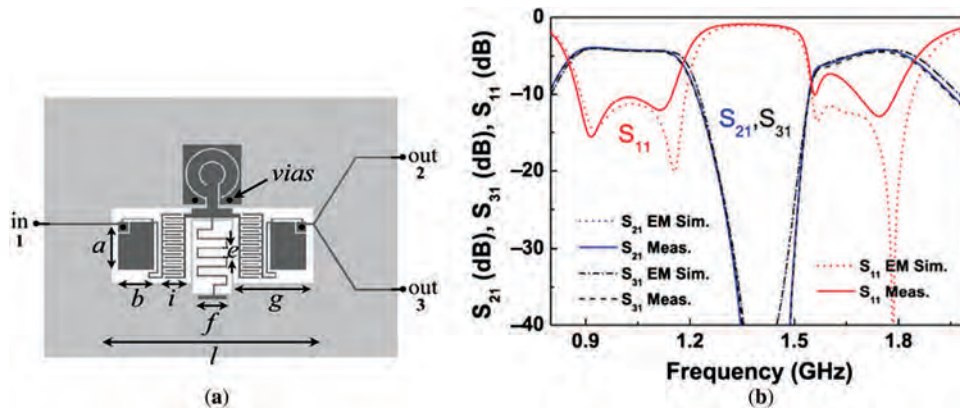 in
1
a
b
i
vias
e
f
g
l
out
2
out
3
(a)
S21 (dB), S31 (dB), S11 (dB)
0
−10
−20
−30
−40
S11
S21,S31
S21 EM Sim.
S21 Meas.
S31 EM Sim.
S31 Meas.
S11 EM Sim.
S11 Meas.
0.9
1.2
1.5
1.8
Frequency (GHz)
(b)